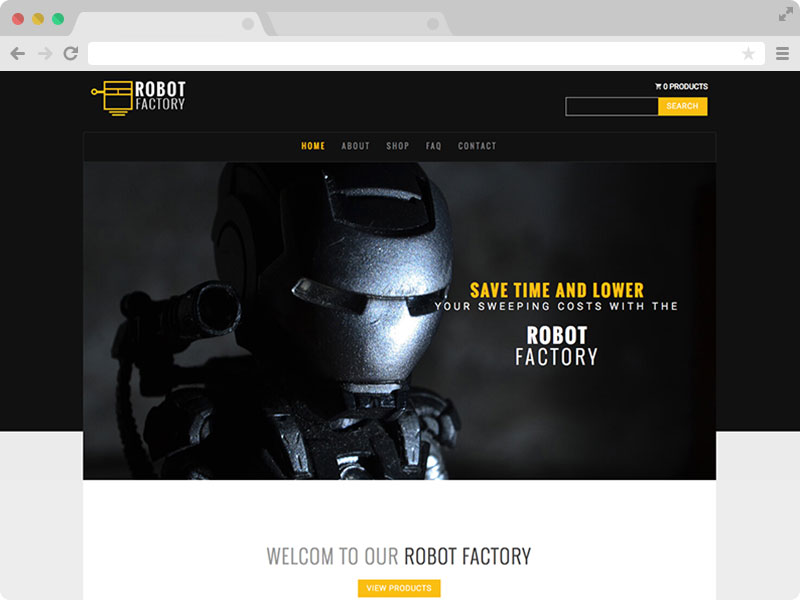 ROBOT
FACTORY
0 PRODUCTS
SEARCH
HOME ABOUT SHOP FAQ CONTACT
SAVE TIME AND LOWER
YOUR SWEEPING COSTS WITH THE
ROBOT
FACTORY
WELCOM TO OUR ROBOT FACTORY
VIEW PRODUCTS